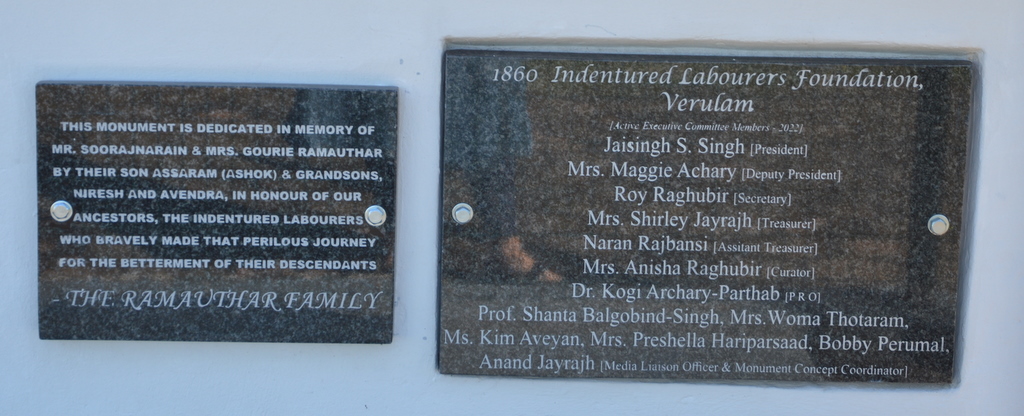 THIS MONUMENT IS DEDICATED IN MEMORY OF
MR. SOORAJNARAIN & MRS. GOURIE RAMAUTHAR
BY THEIR SON ASSARAM (ASHOK) & GRANDSONS,
NIRESH AND AVENDRA, IN HONOUR OF OUR
ANCESTORS, THE INDENTURED LABOURERS
WHO BRAVELY MADE THAT PERILOUS JOURNEY
FOR THE BETTERMENT OF THEIR DESCENDANTS
- THE RAMAUTHAR FAMILY
1860 Indentured Labourers Foundation,
Verulam
[Active Executive Committee Members - 2022]
Jaisingh S. Singh [President]
Mrs. Maggie Achary [Deputy President]
Roy Raghubir [Secretary]
Mrs. Shirley Jayrajh [Treasurer]
Naran Rajbansi [Assitant Treasurer]
Mrs. Anisha Raghubir [Curator]
Dr. Kogi Archary-Parthab [P R O]
Prof. Shanta Balgobind-Singh, Mrs.Woma Thotaram,
Ms. Kim Aveyan, Mrs. Preshella Hariparsaad, Bobby Perumal,
Anand Jayrajh [Media Liaison Officer & Monument Concept Coordinator]